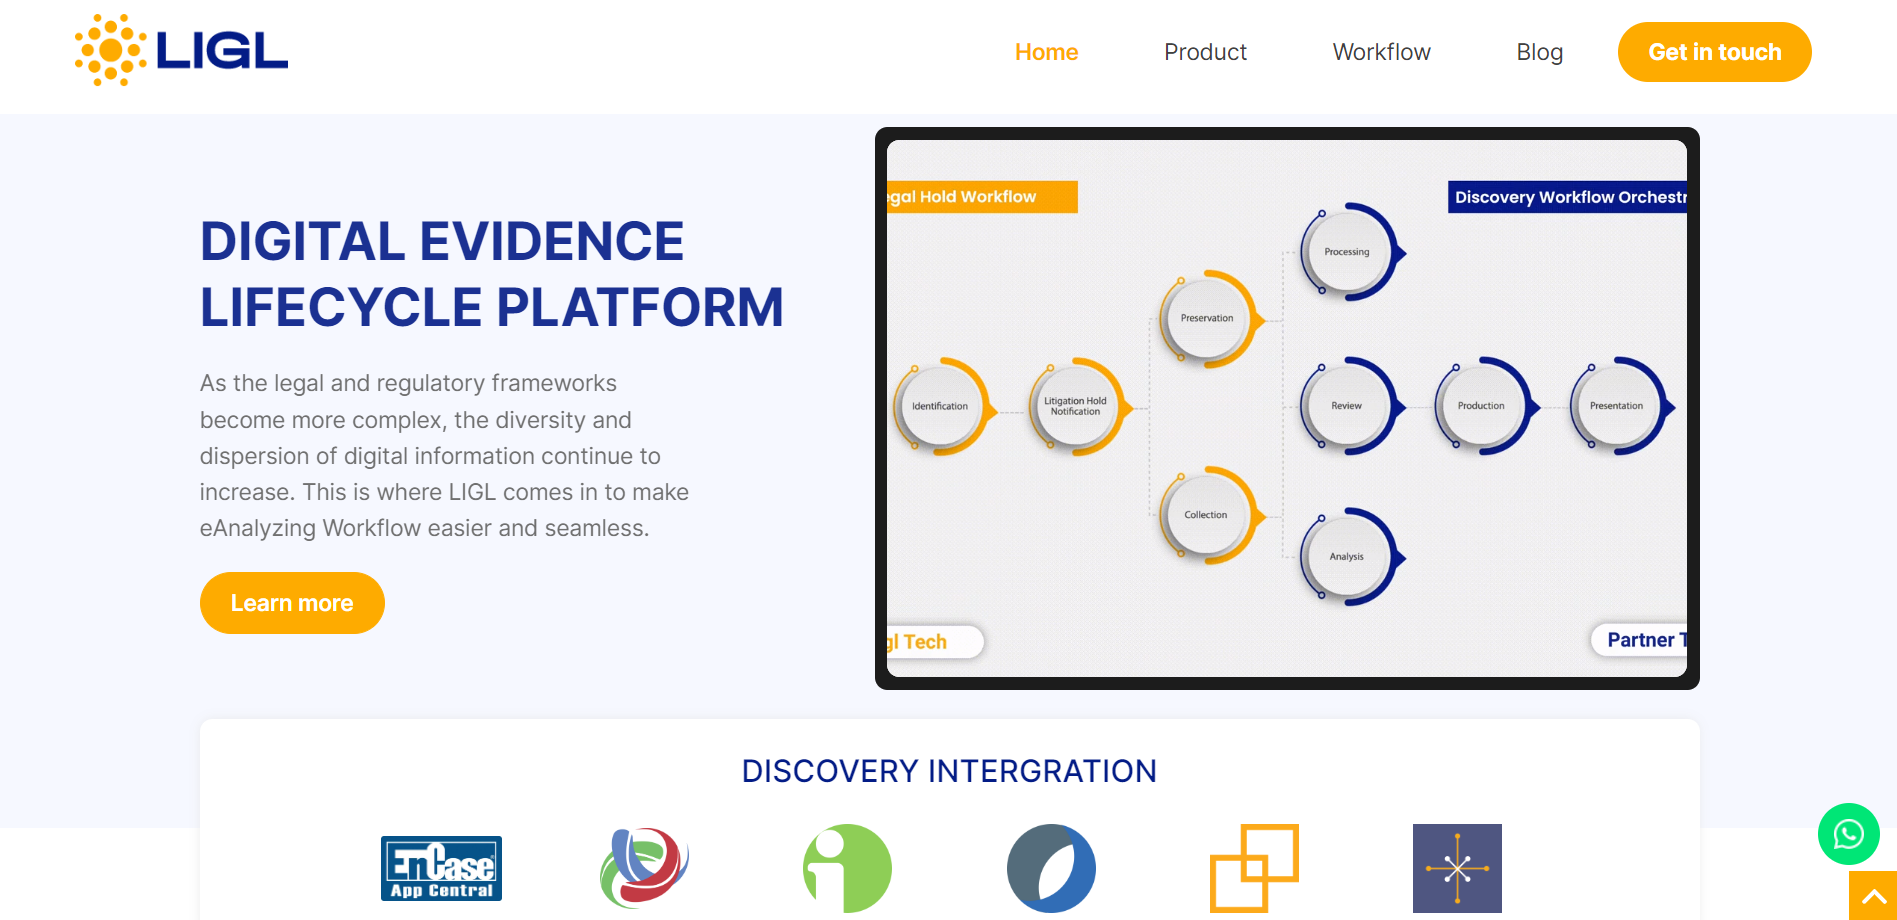 LIGL
Home
Product
Workflow
Blog
Get in touch
DIGITAL EVIDENCE
LIFECYCLE PLATFORM
As the legal and regulatory frameworks
become more complex, the diversity and
dispersion of digital information continue to
increase. This is where LIGL comes in to make
eAnalyzing Workflow easier and seamless.
Learn more
egal Hold Workflow
Discovery Workflow Orchestr
Processing
Preservation
Identification
Litigation Hold
Notification
Review
Production
Presentation
Collection
Analysis
gl Tech
Partner T
DISCOVERY INTERGRATION
EnCase
App Central